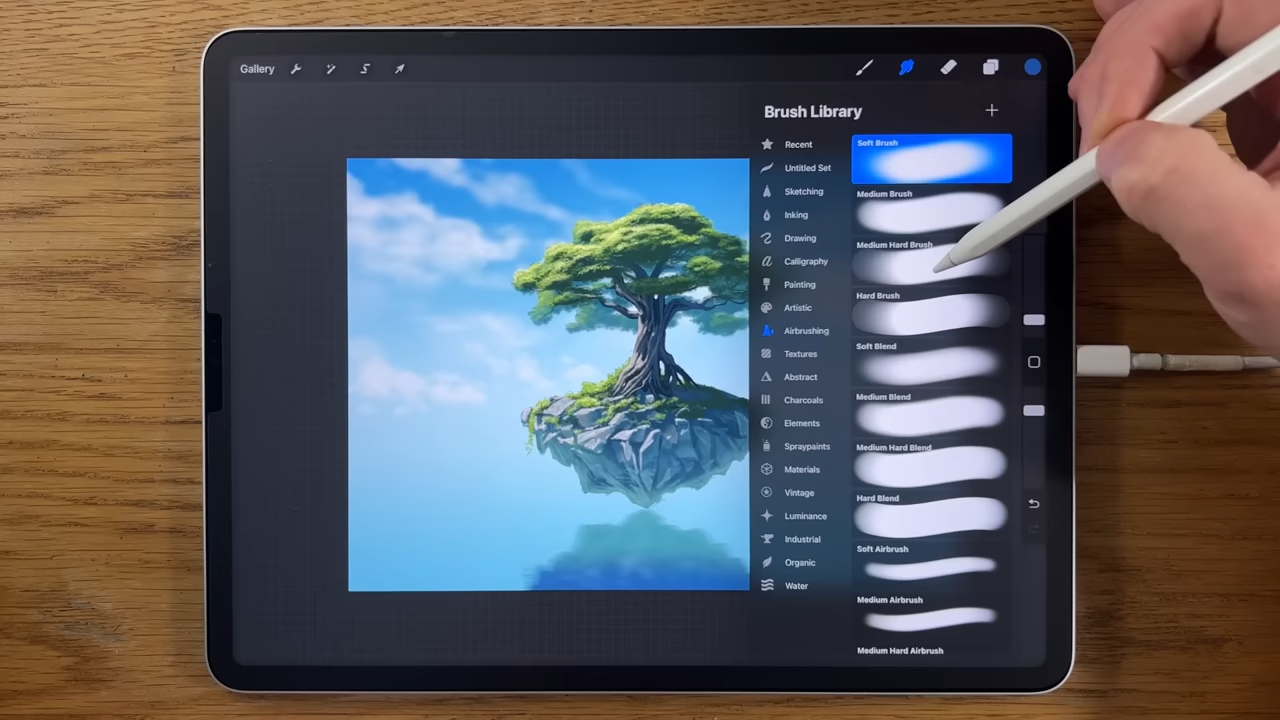 Gallery
Brush Library
Recent
Untitled Set
Sketching
Inking
Drawing
Calligraphy
Painting
Artistic
Airbrushing
Textures
Abstract
Charcoals
Elements
Spraypaints
Materials
Vintage
Luminance
Industrial
Organic
Water
Soft Brush
Medium Brush
Medium Hard Brush
Hard Brush
Soft Blend
Medium Blend
Medium Hard Blend
Hard Blend
Soft Airbrush
Medium Airbrush
Medium Hard Airbrush